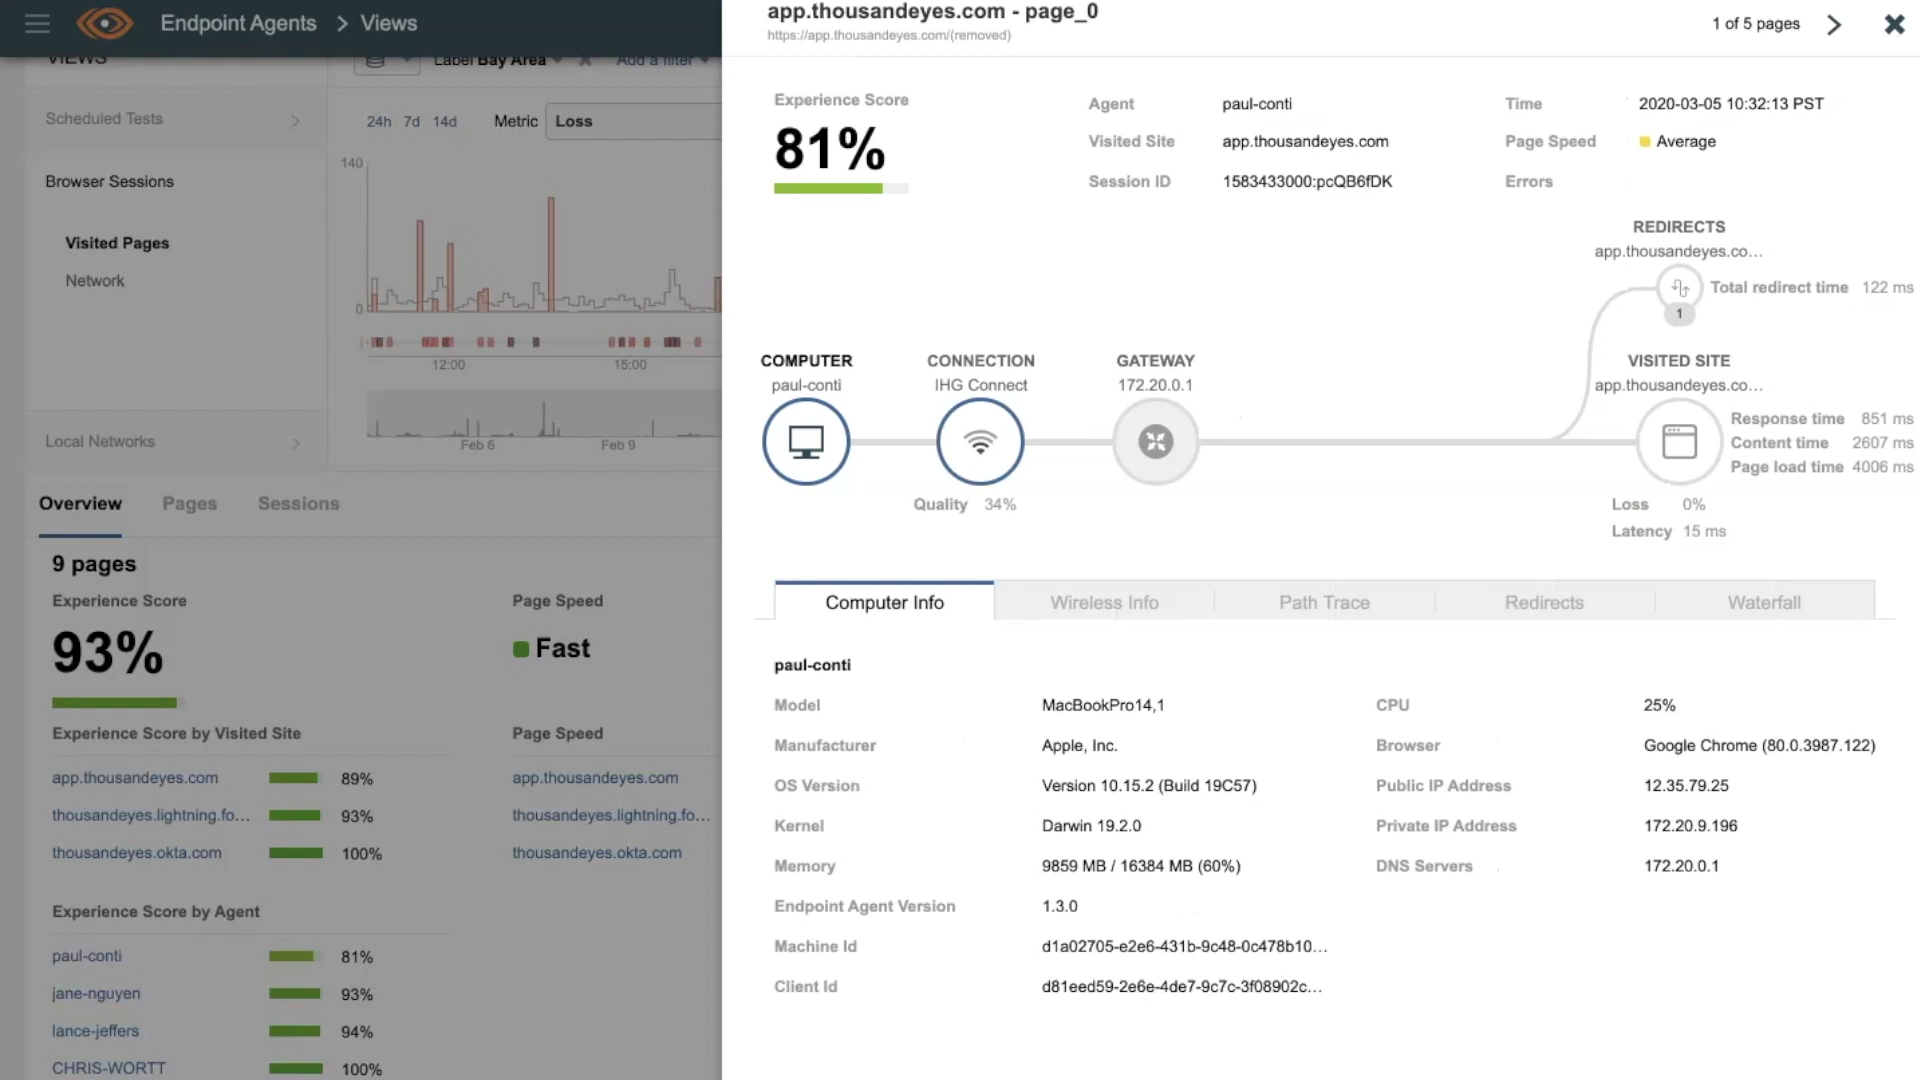 Endpoint Agents > Views
VIEWS
Scheduled Tests
Browser Sessions
Visited Pages
Network
Local Networks
Label Bay Area
Add a filter
24h 7d 14d
Metric Loss
140
0
12:00 15:00
Feb 6 Feb 9
Overview Pages Sessions
9 pages
Experience Score
93%
Page Speed
Fast
Experience Score by Visited Site
app.thousandeyes.com 89%
thousandeyes.lightning.fo... 93%
thousandeyes.okta.com 100%
Page Speed
app.thousandeyes.com
thousandeyes.lightning.fo...
thousandeyes.okta.com
Experience Score by Agent
paul-conti 81%
jane-nguyen 93%
lance-jeffers 94%
CHRIS-WORTT 100%
app.thousandeyes.com - page_0
https://app.thousandeyes.com/(removed)
1 of 5 pages
Experience Score
81%
Agent paul-conti
Visited Site app.thousandeyes.com
Session ID 1583433000:pcQB6fDK
Time 2020-03-05 10:32:13 PST
Page Speed Average
Errors
REDIRECTS
app.thousandeyes.co...
Total redirect time 122 ms
1
COMPUTER
paul-conti
CONNECTION
IHG Connect
Quality 34%
GATEWAY
172.20.0.1
VISITED SITE
app.thousandeyes.co...
Response time 851 ms
Content time 2607 ms
Page load time 4006 ms
Loss 0%
Latency 15 ms
Computer Info Wireless Info Path Trace Redirects Waterfall
paul-conti
Model MacBookPro14,1
Manufacturer Apple, Inc.
OS Version Version 10.15.2 (Build 19C57)
Kernel Darwin 19.2.0
Memory 9859 MB / 16384 MB (60%)
Endpoint Agent Version 1.3.0
Machine Id d1a02705-e2e6-431b-9c48-0c478b10...
Client Id d81eed59-2e6e-4de7-9c7c-3f08902c...
CPU 25%
Browser Google Chrome (80.0.3987.122)
Public IP Address 12.35.79.25
Private IP Address 172.20.9.196
DNS Servers 172.20.0.1